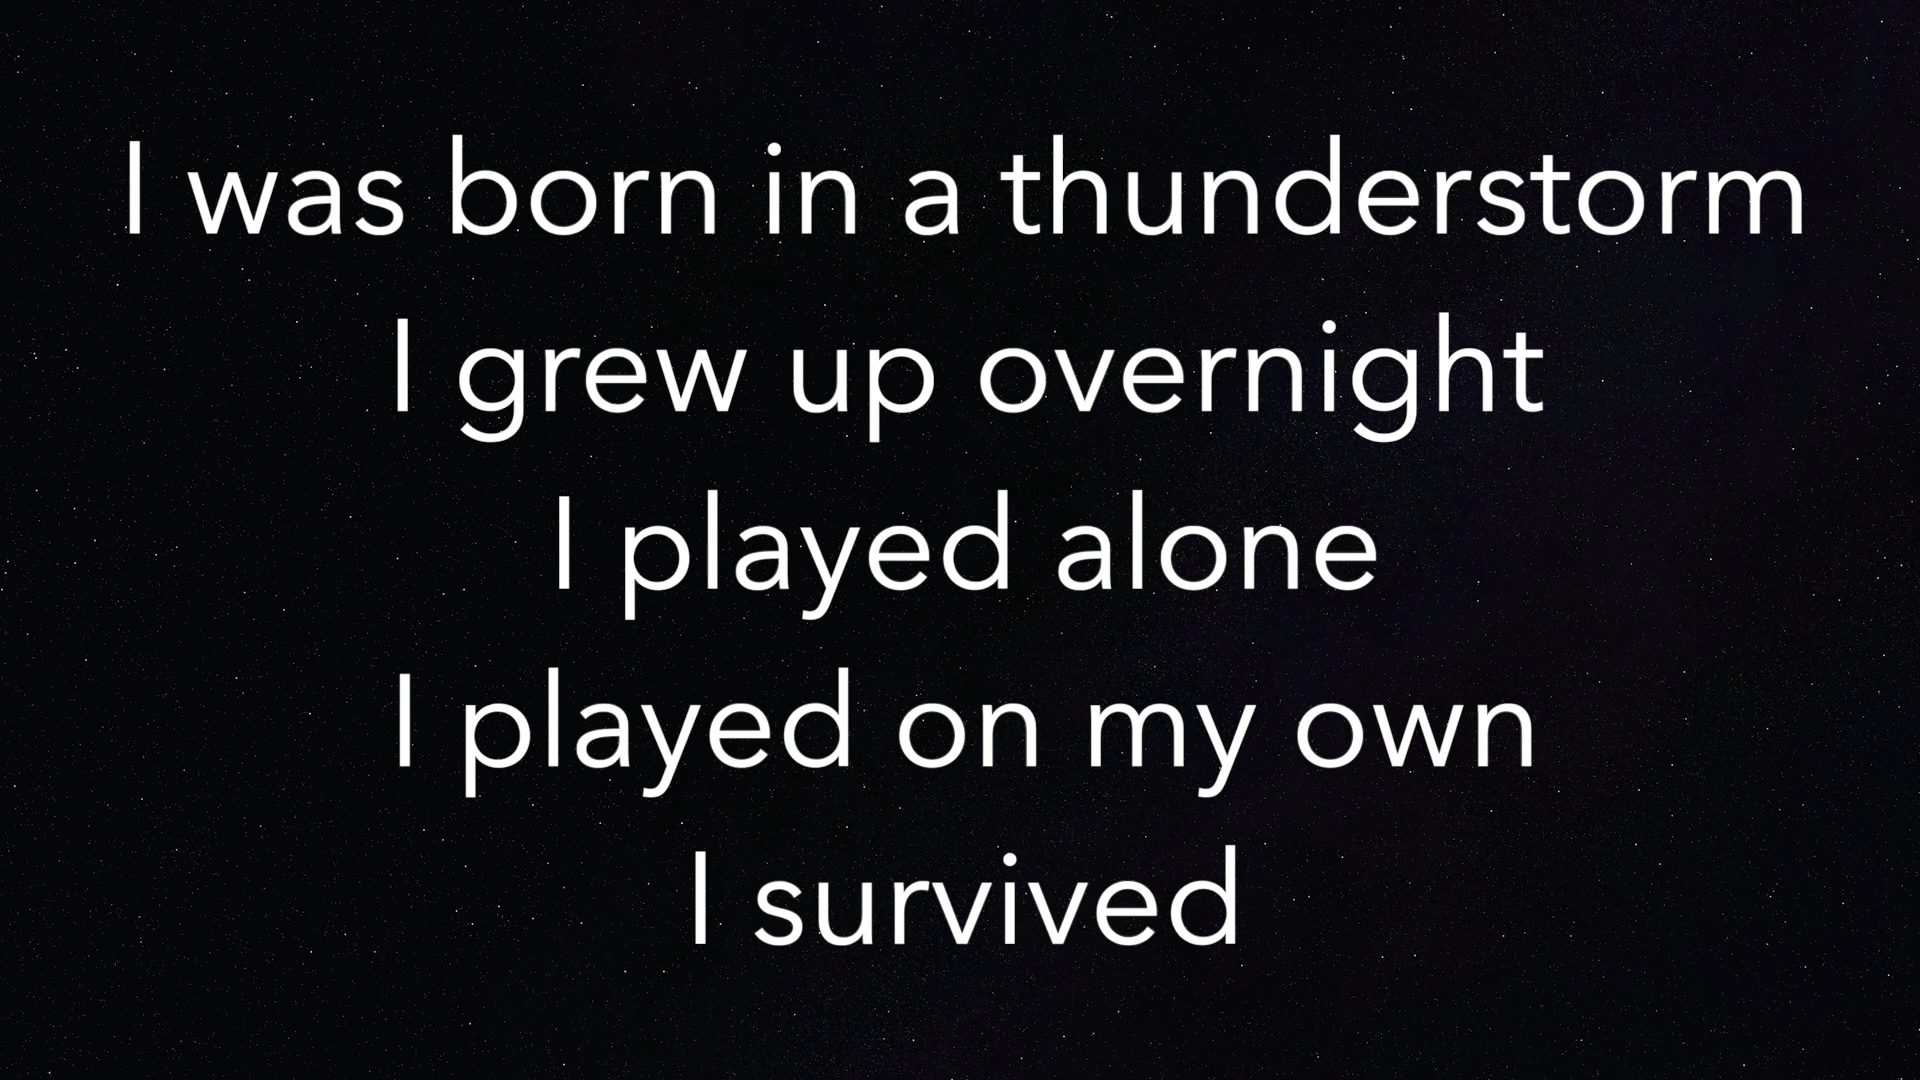 I was born in a thunderstorm
I grew up overnight
I played alone
I played on my own
I survived